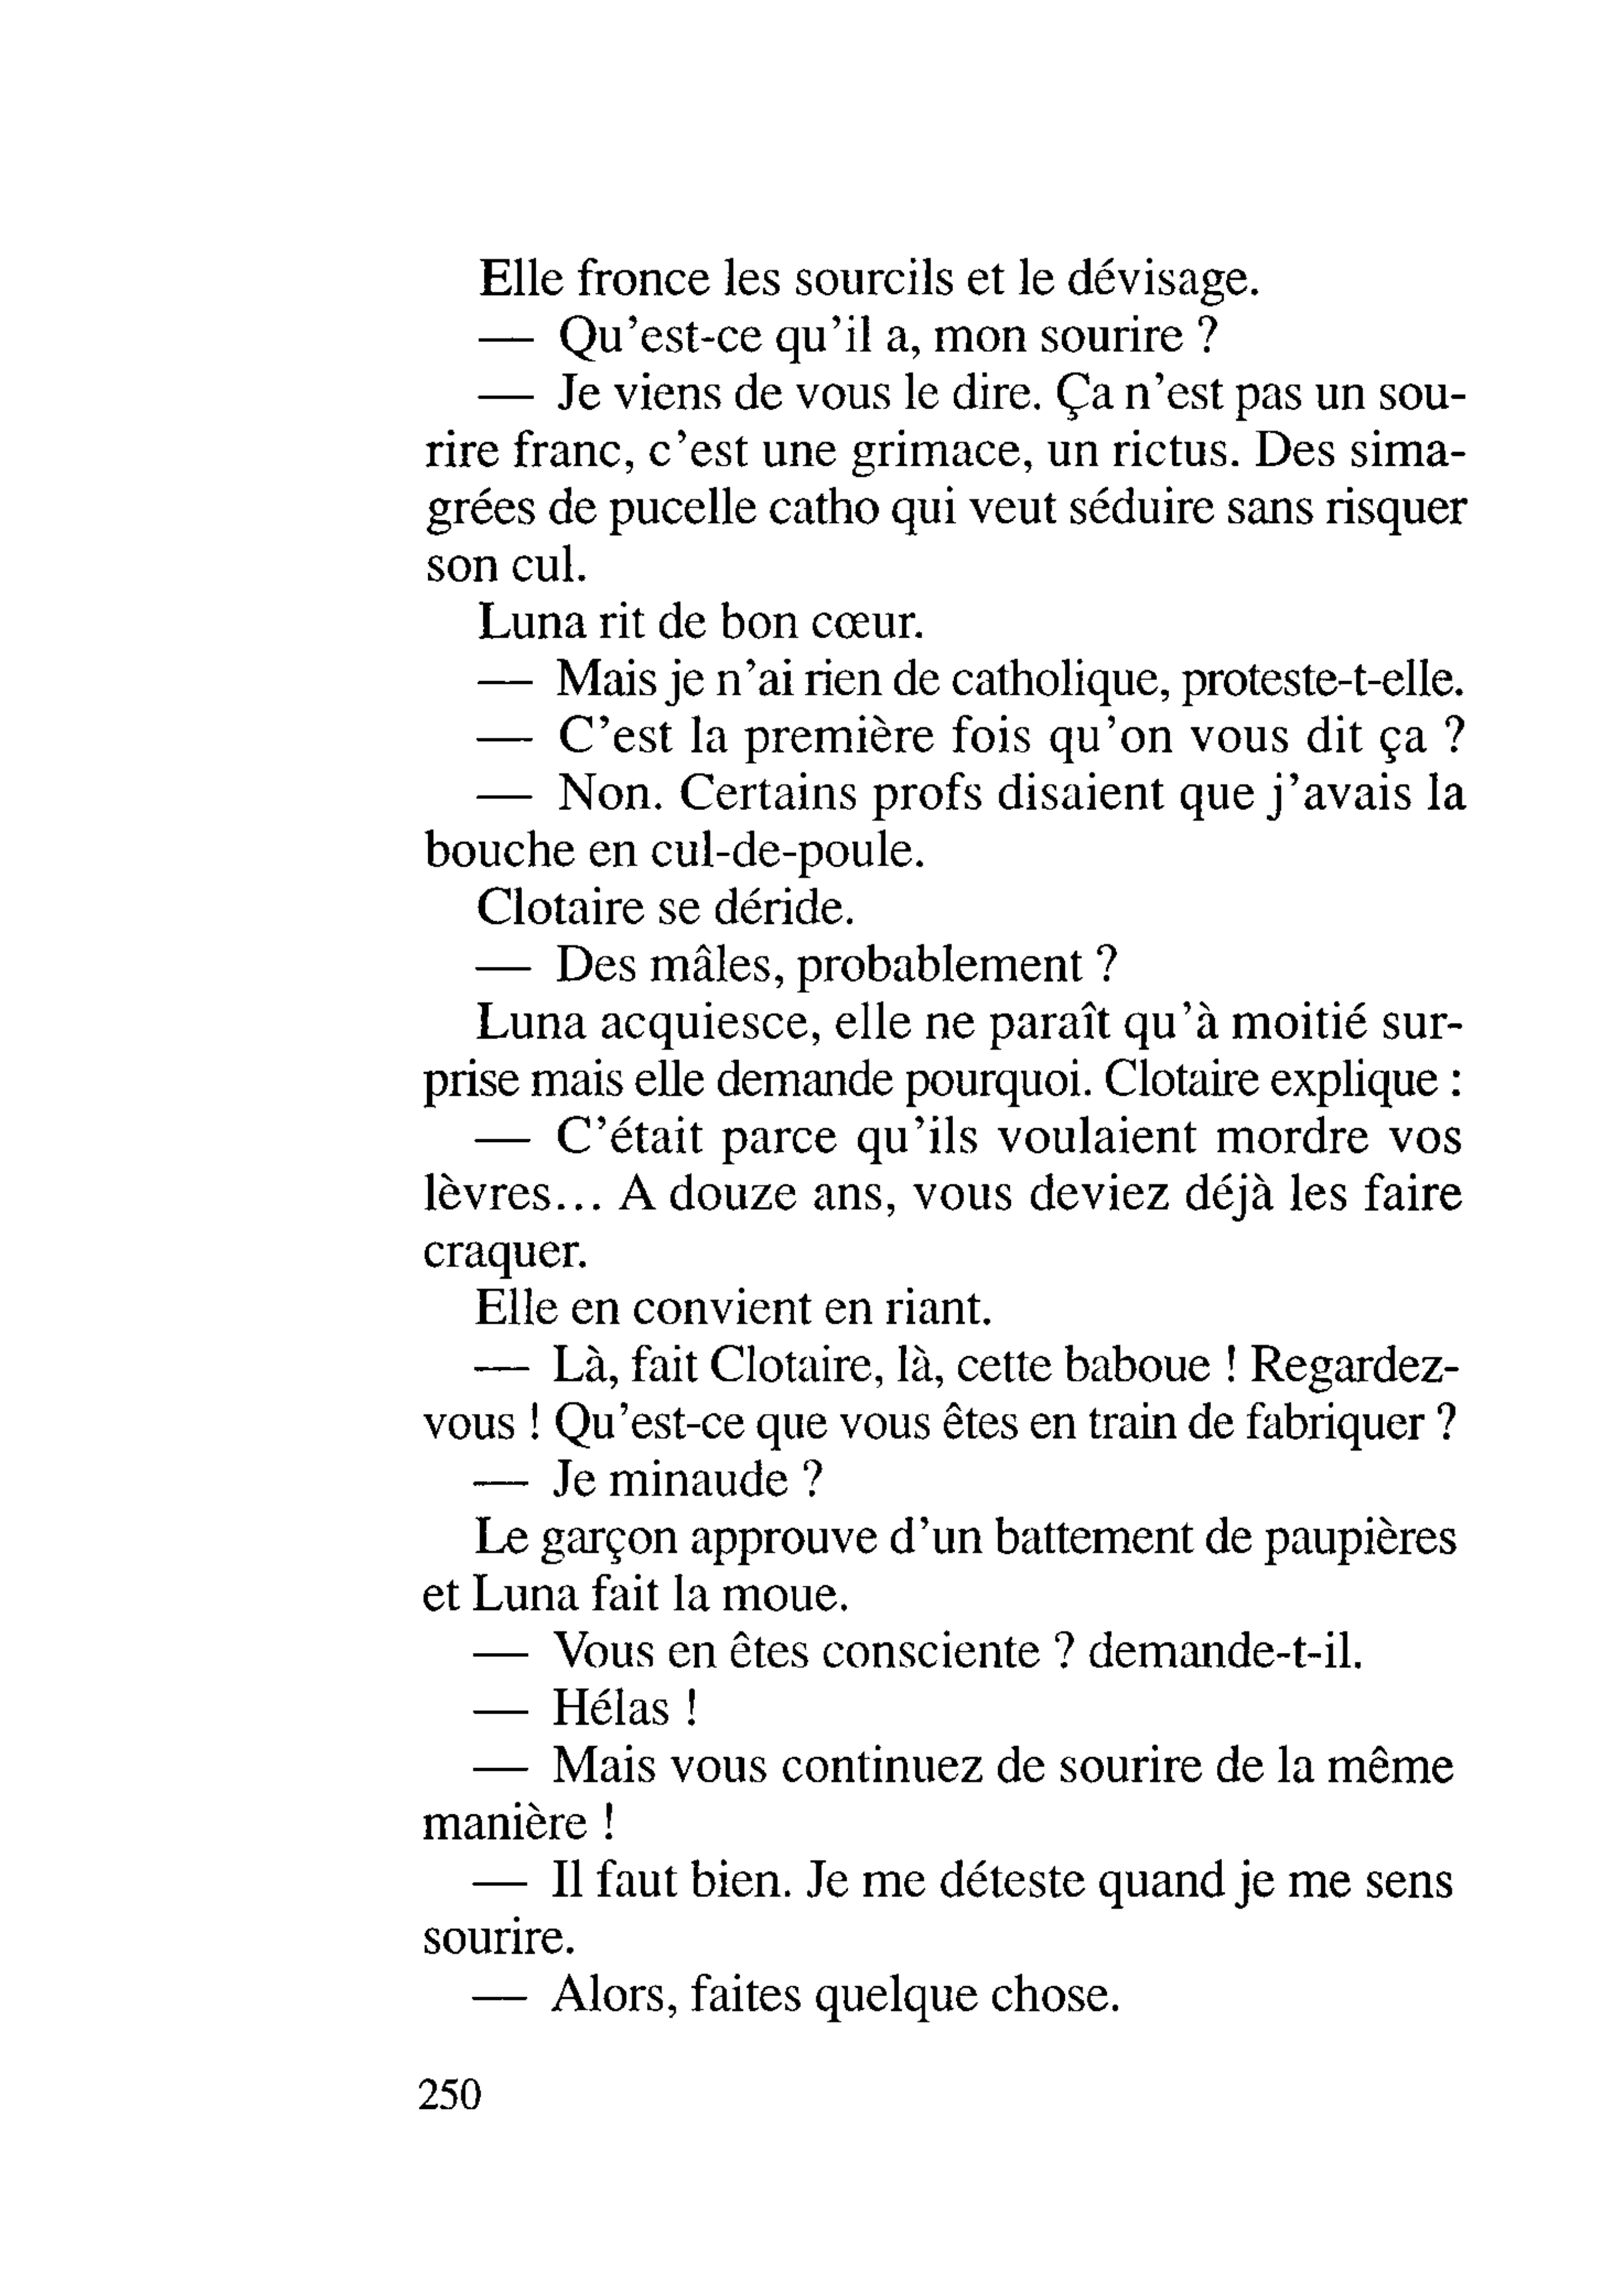 Elle fronce les sourcils et le dévisage.
— Qu'est-ce qu'il a, mon sourire ?
— Je viens de vous le dire. Ça n'est pas un sou-
rire franc, c'est une grimace, un rictus. Des sima-
grées de pucelle catho qui veut séduire sans risquer
son cul.
Luna rit de bon cœur.
— Mais je n'ai rien de catholique, proteste-t-elle.
— C'est la première fois qu'on vous dit ça ?
— Non. Certains profs disaient que j'avais la
bouche en cul-de-poule.
Clotaire se déride.
— Des mâles, probablement ?
Luna acquiesce, elle ne paraît qu'à moitié sur-
prise mais elle demande pourquoi. Clotaire explique :
— C'était parce qu'ils voulaient mordre vos
lèvres... A douze ans, vous deviez déjà les faire
craquer.
Elle en convient en riant.
— Là, fait Clotaire, là, cette baboue ! Regardez-
vous ! Qu'est-ce que vous êtes en train de fabriquer ?
— Je minaude ?
Le garçon approuve d'un battement de paupières
et Luna fait la moue.
— Vous en êtes consciente ? demande-t-il.
— Hélas !
— Mais vous continuez de sourire de la même
manière !
— Il faut bien. Je me déteste quand je me sens
sourire.
— Alors, faites quelque chose.
250